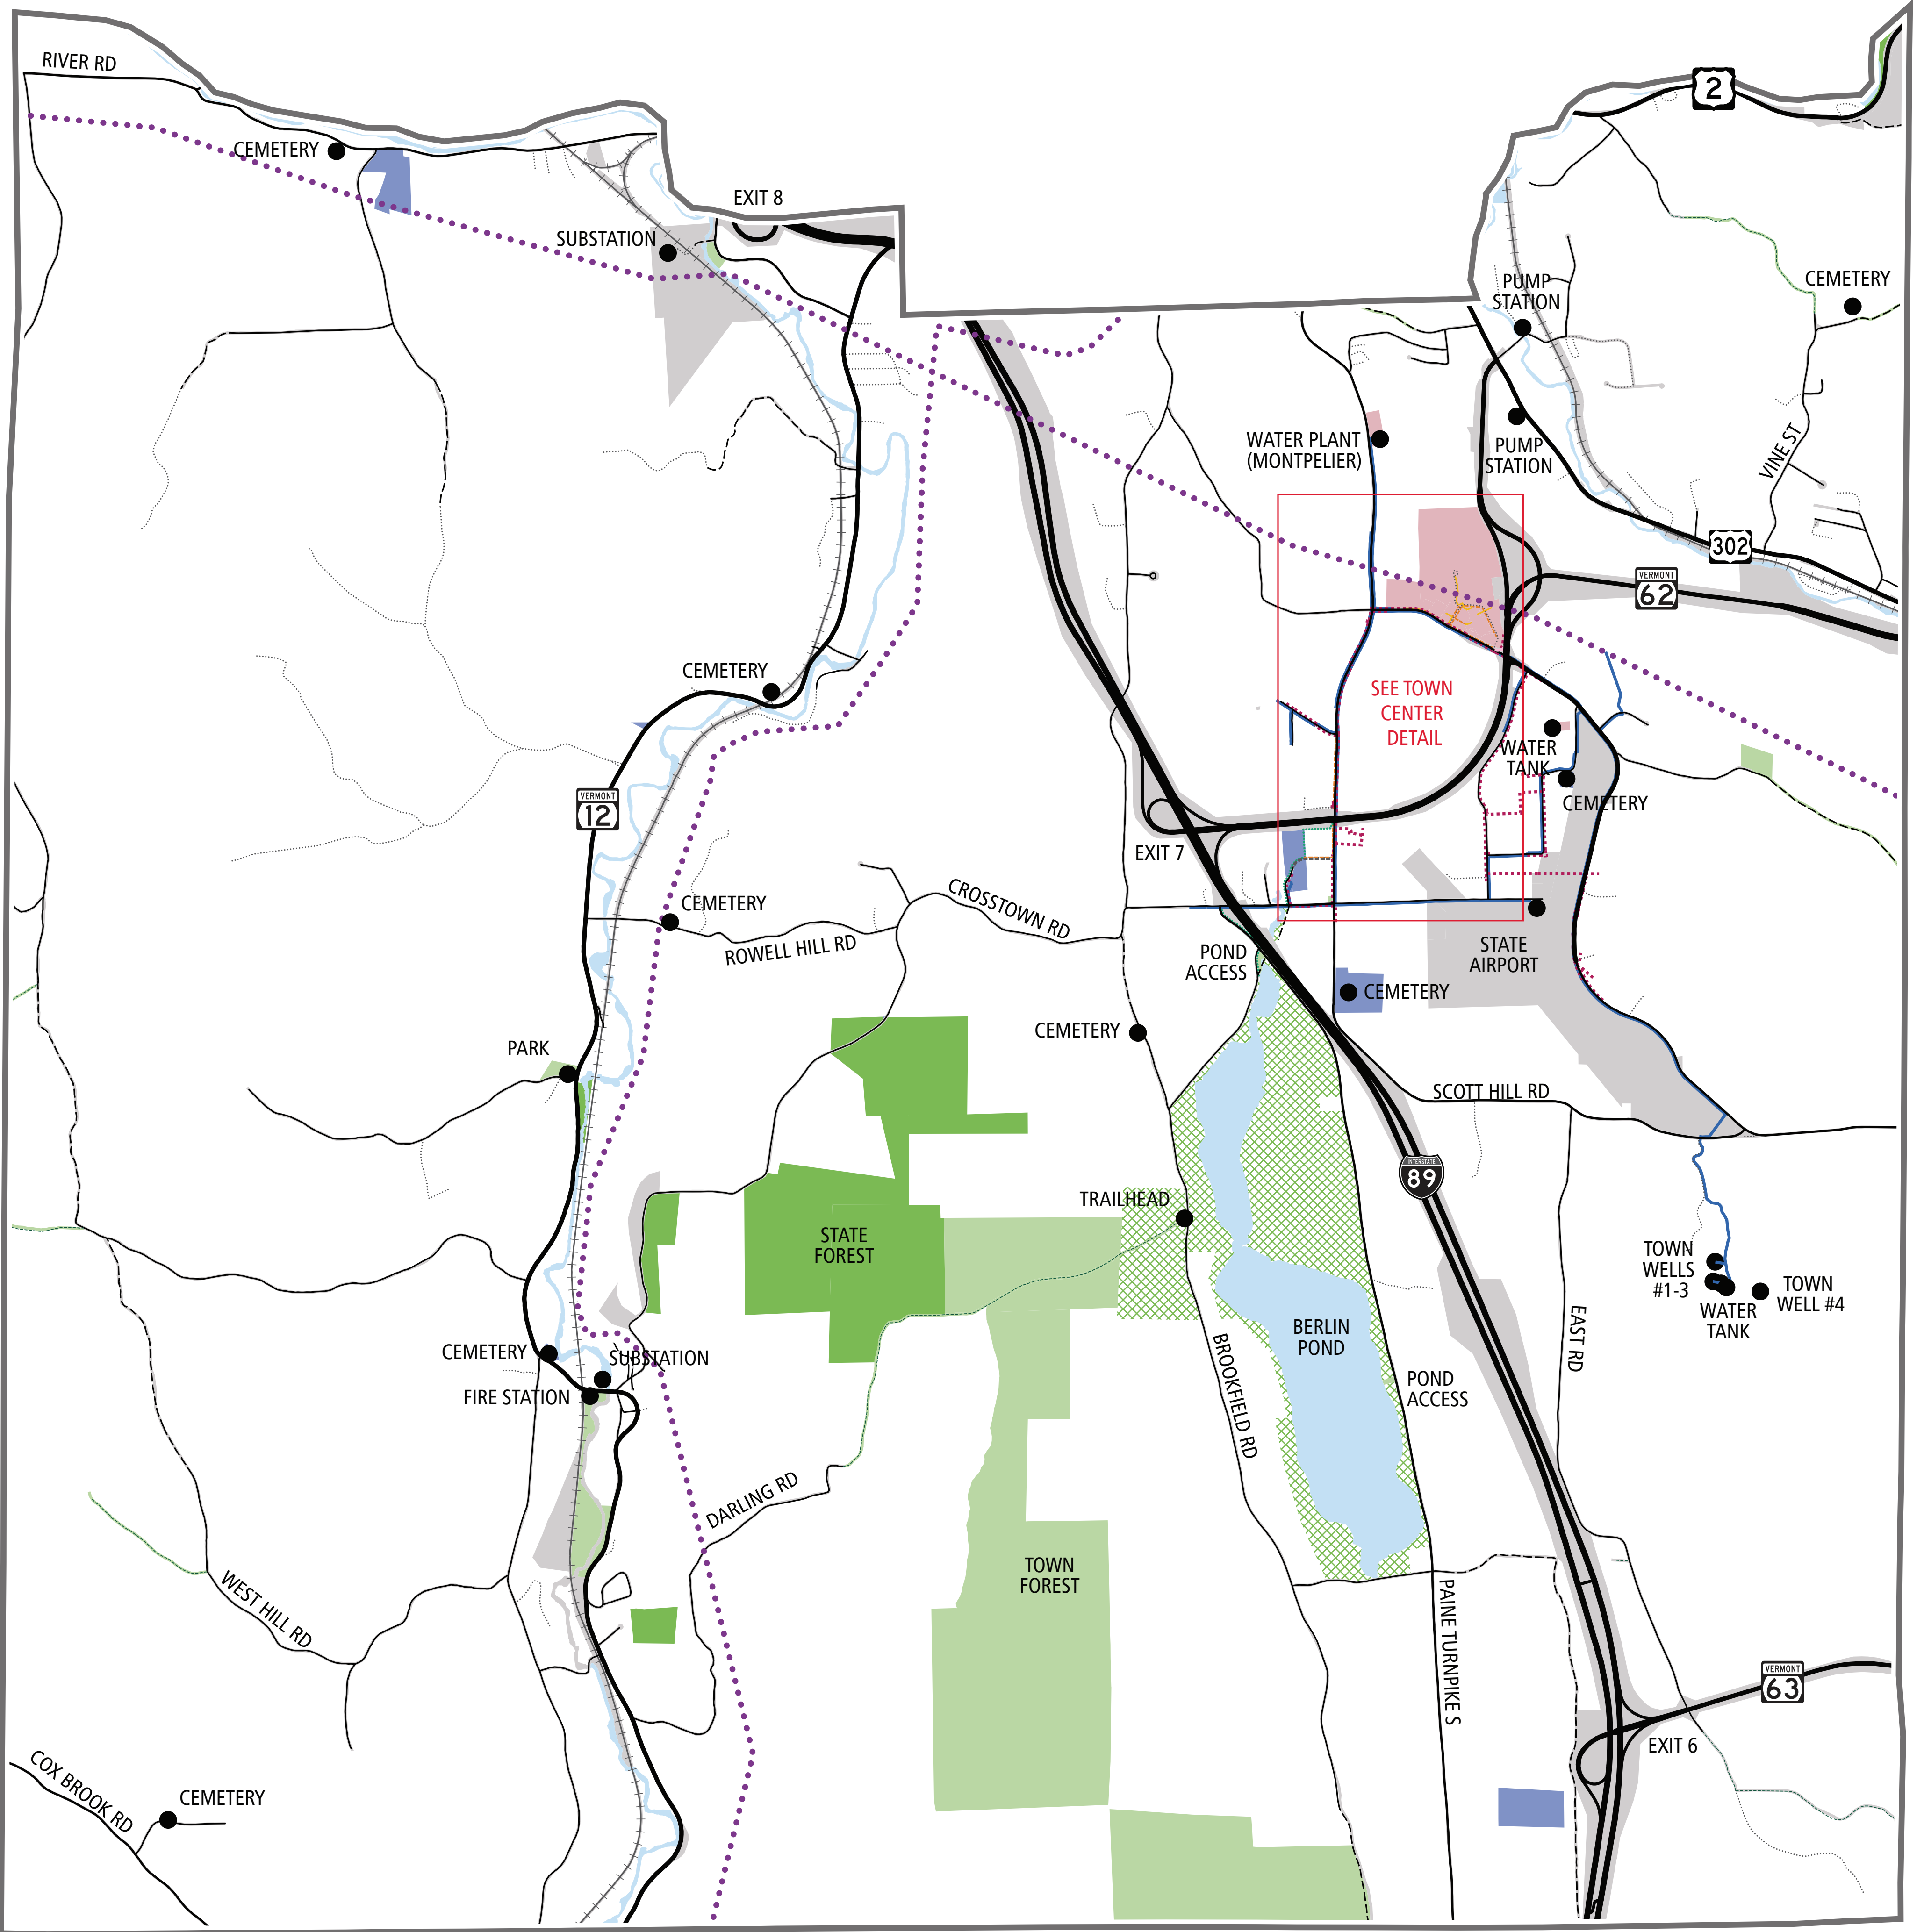 RIVER RD
2
CEMETERY
EXIT 8
SUBSTATION
PUMP
STATION
CEMETERY
WATER PLANT
(MONTPELIER)
PUMP
STATION
VINE ST
302
VERMONT
62
CEMETERY
SEE TOWN
CENTER
DETAIL
WATER
TANK
CEMETERY
VERMONT
12
EXIT 7
CEMETERY
ROWELL HILL RD
CROSSTOWN RD
POND
ACCESS
STATE
AIRPORT
CEMETERY
CEMETERY
PARK
SCOTT HILL RD
INTERSTATE
89
TRAILHEAD
STATE
FOREST
TOWN
WELLS
#1-3
TOWN
WELL #4
WATER
TANK
BERLIN
POND
EAST RD
BROOKFIELD RD
POND
ACCESS
CEMETERY
SUBSTATION
FIRE STATION
DARLING RD
TOWN
FOREST
WEST HILL RD
PAINE TURNPIKE S
VERMONT
63
EXIT 6
COX BROOK RD
CEMETERY